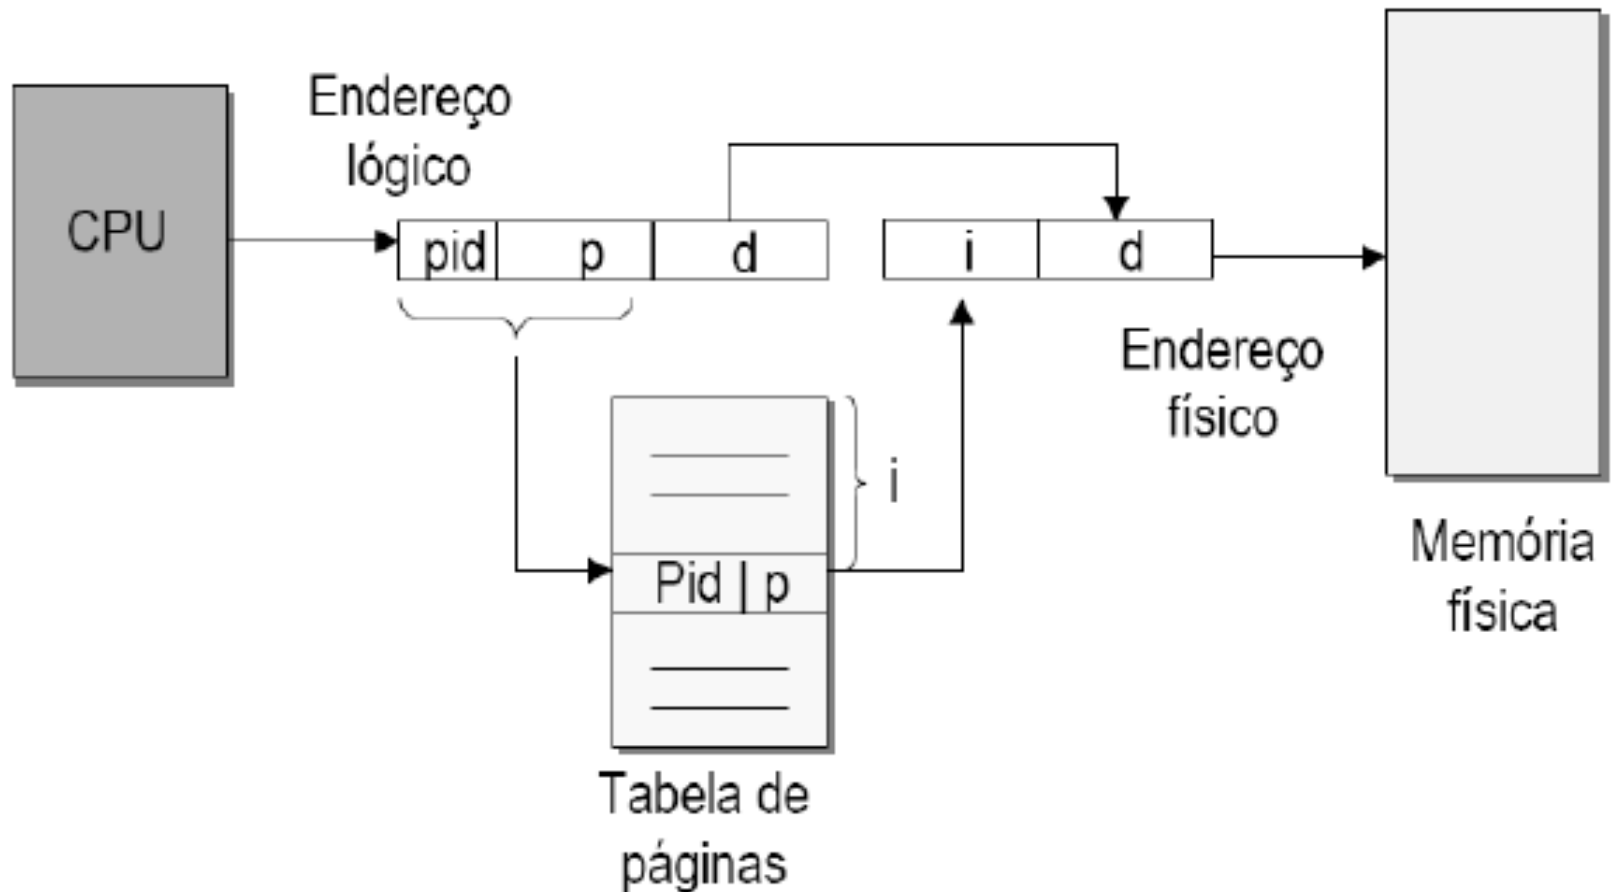 Endereço
lógico
CPU
pid p d
i d
Endereço
físico
i
Pid | p
Memória
física
Tabela de
páginas